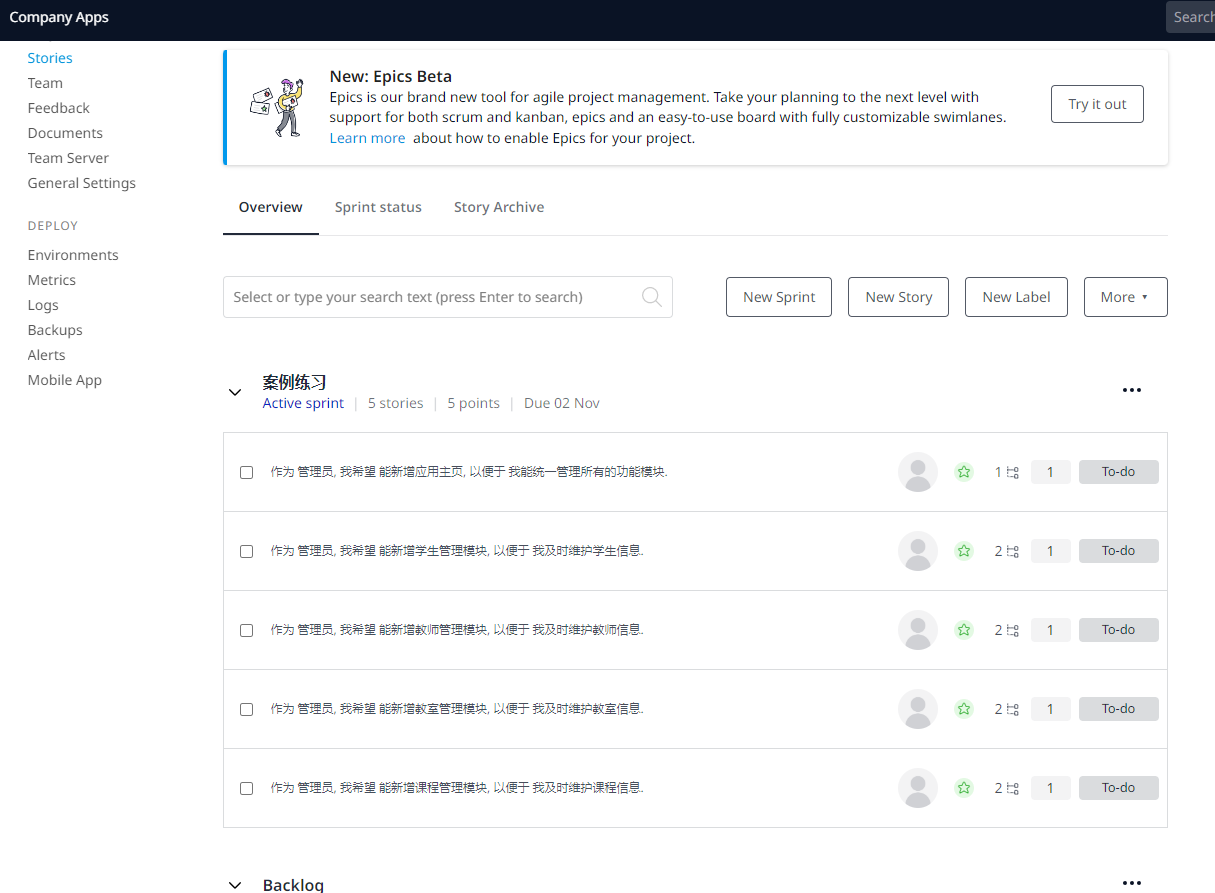 Company Apps
Search
Stories
Team
Feedback
Documents
Team Server
General Settings
DEPLOY
Environments
Metrics
Logs
Backups
Alerts
Mobile App
New: Epics Beta
Epics is our brand new tool for agile project management. Take your planning to the next level with
support for both scrum and kanban, epics and an easy-to-use board with fully customizable swimlanes.
Learn more about how to enable Epics for your project.
Try it out
Overview Sprint status Story Archive
Select or type your search text (press Enter to search)
New Sprint New Story New Label More
案例练习
Active sprint | 5 stories | 5 points | Due 02 Nov
作为 管理员, 我希望 能新增应用主页, 以便于 我能统一管理所有的功能模块. 1 1 To-do
作为 管理员, 我希望 能新增学生管理模块, 以便于 我及时维护学生信息. 2 1 To-do
作为 管理员, 我希望 能新增教师管理模块, 以便于 我及时维护教师信息. 2 1 To-do
作为 管理员, 我希望 能新增教室管理模块, 以便于 我及时维护教室信息. 2 1 To-do
作为 管理员, 我希望 能新增课程管理模块, 以便于 我及时维护课程信息. 2 1 To-do
Backlog